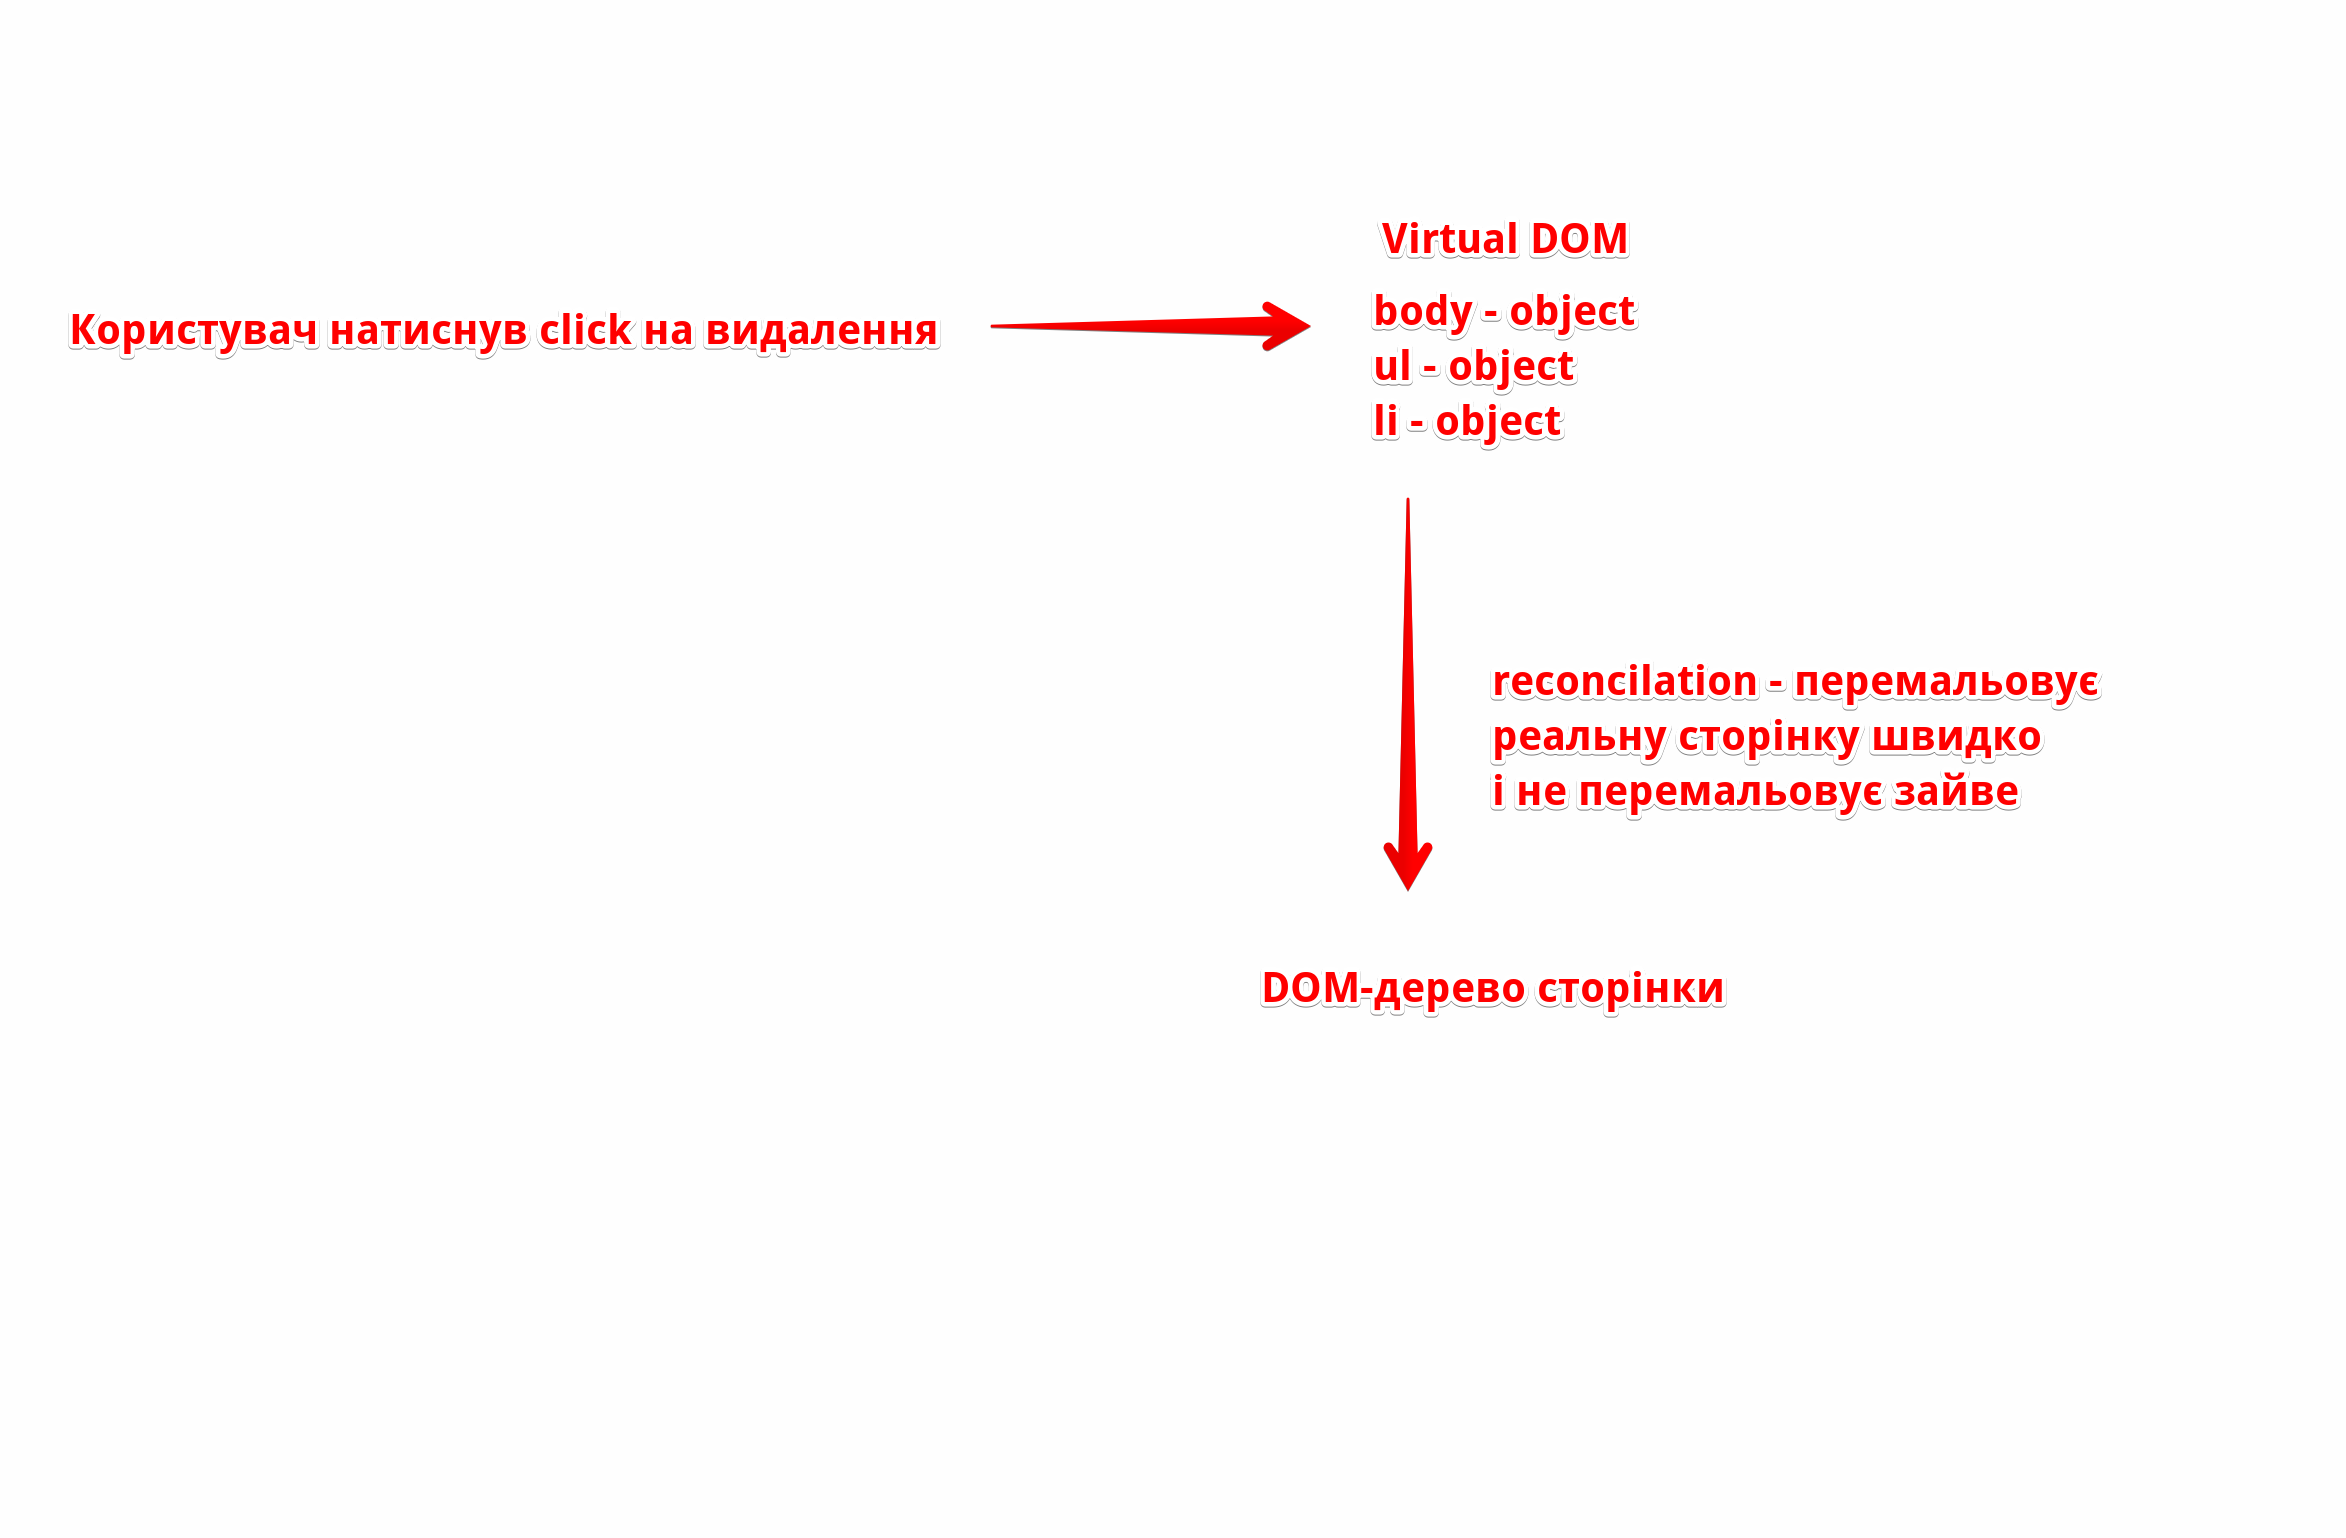 Користувач натиснув click на видалення
Virtual DOM
body - object
ul - object
li - object
reconcilation - перемальовує
реальну сторінку швидко
і не перемальовує зайве
DOM-дерево сторінки